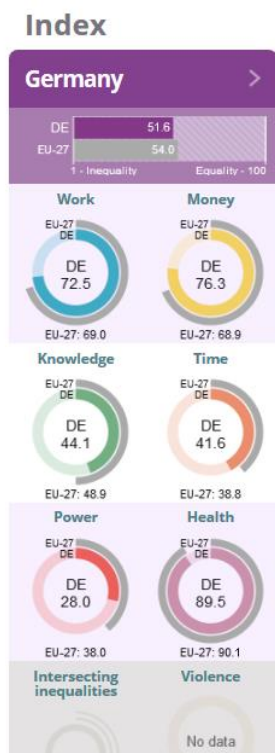 Index
Germany
DE 51.6
EU-27 54.0
1 - Inequality Equality - 100
Work Money
EU-27 EU-27
DE DE
DE DE
72.5 76.3
EU-27: 69.0 EU-27: 68.9
Knowledge Time
EU-27 EU-27
DE DE
DE DE
44.1 41.6
EU-27: 48.9 EU-27: 38.8
Power Health
EU-27 EU-27
DE DE
DE DE
28.0 89.5
EU-27: 38.0 EU-27: 90.1
Intersecting Violence
inequalities
No data